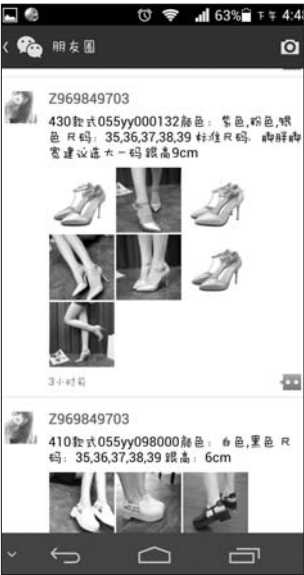 63% 下午 4:48
朋友圈
Z969849703
430款式055yy000132颜色：紫色,粉色,银
色 尺码：35,36,37,38,39 标准尺码. 脚胖脚
宽建议选大一码 跟高9cm
3小时前
Z969849703
410款式055yy098000颜色：白色,黑色 尺
码：35,36,37,38,39 跟高：6cm